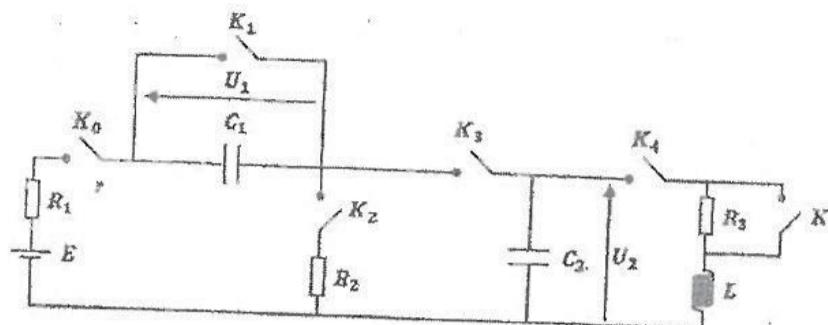 K₁
U₁
K₀
C₁
K₃
K₄
R₁
K₂
R₃
K
E
R₂
C₂
U₂
L